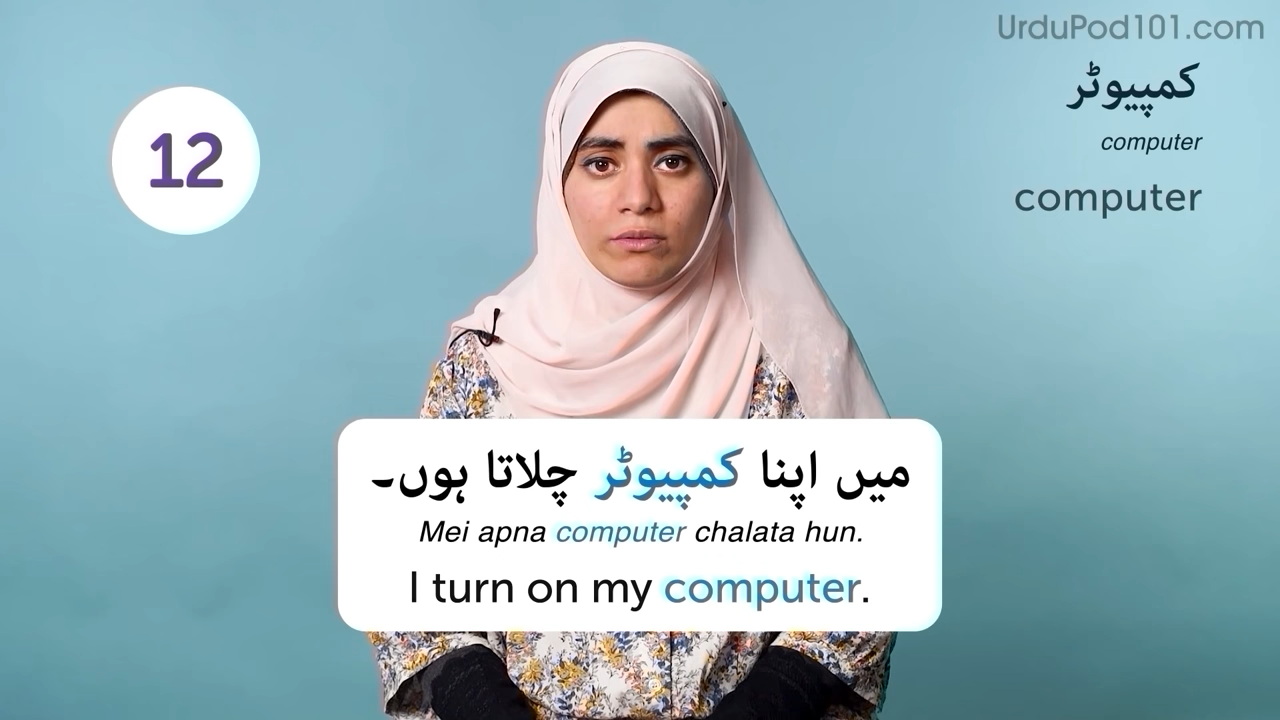 UrduPod101.com
12
کمپیوٹر
computer
computer
میں اپنا کمپیوٹر چلاتا ہوں۔
Mei apna computer chalata hun.
I turn on my computer.